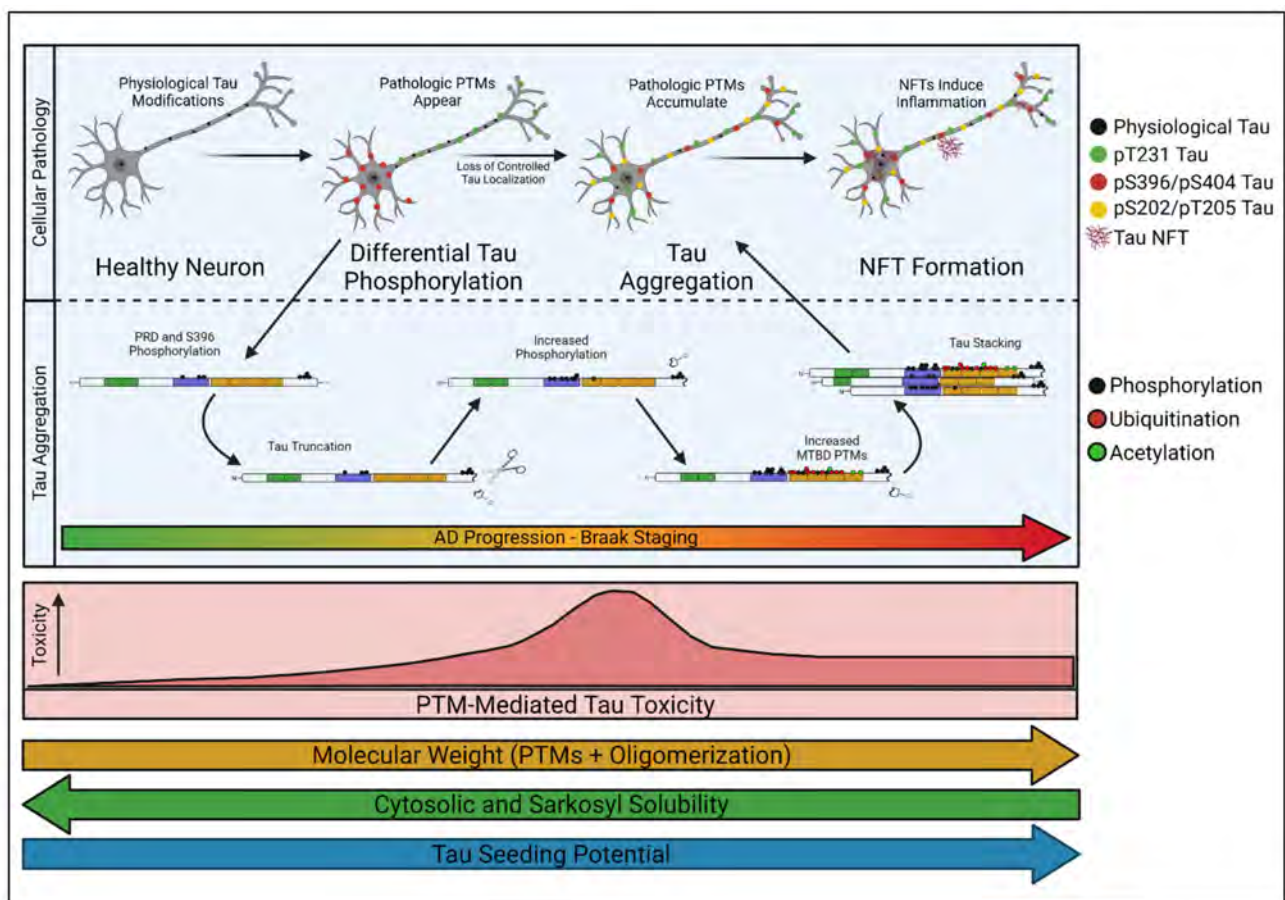 Cellular Pathology
Physiological Tau
Modifications
Pathologic PTMs
Appear
Loss of Controlled
Tau Localization
Pathologic PTMs
Accumulate
NFTs Induce
Inflammation
Healthy Neuron
Differential Tau
Phosphorylation
Tau
Aggregation
NFT Formation
Physiological Tau
pT231 Tau
pS396/pS404 Tau
pS202/pT205 Tau
Tau NFT
Tau Aggregation
PRD and S396
Phosphorylation
Tau Truncation
Increased
Phosphorylation
Increased
MTBD PTMs
Tau Stacking
Phosphorylation
Ubiquitination
Acetylation
AD Progression - Braak Staging
Toxicity
PTM-Mediated Tau Toxicity
Molecular Weight (PTMs + Oligomerization)
Cytosolic and Sarkosyl Solubility
Tau Seeding Potential